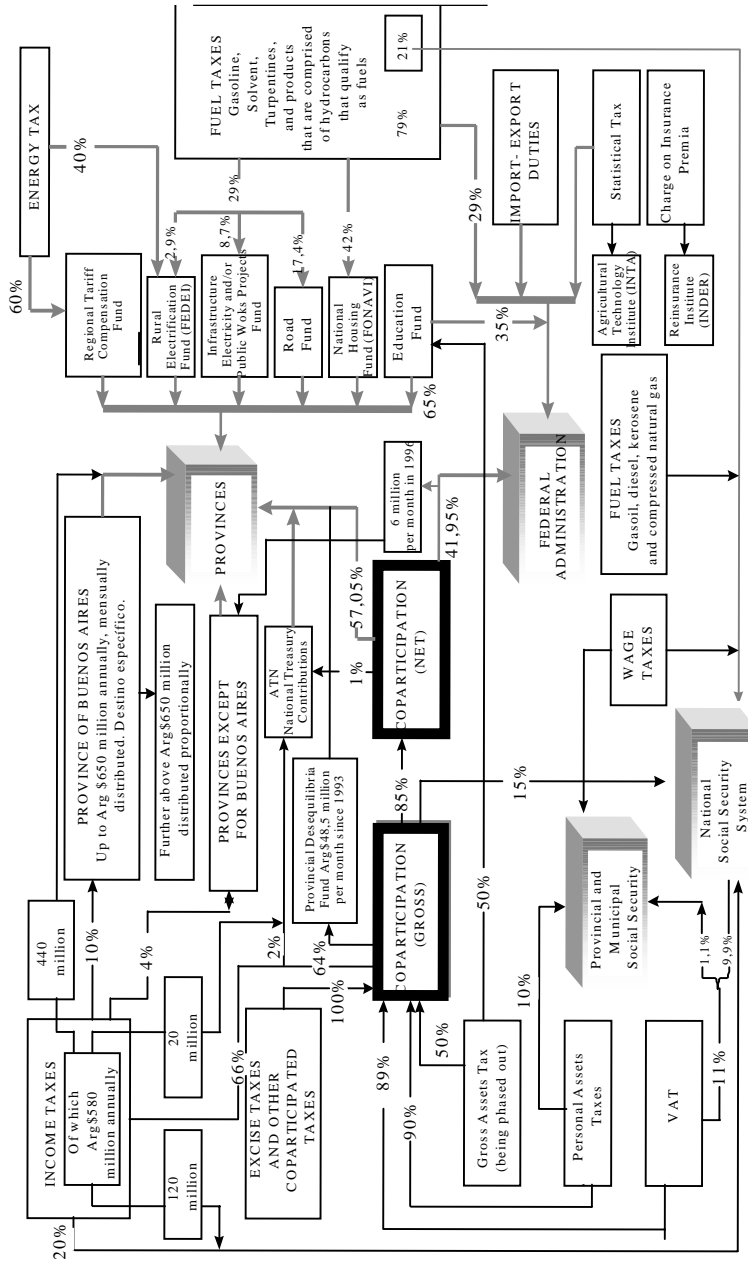 INCOME TAXES
Of which
Arg$580
million annually
20%
120
million
20
million
440
million
10%
4%
66%
2%
PROVINCE OF BUENOS AIRES
Up to Arg $650 million annually, mensually
distributed. Destino específico.
Further above Arg$650 million
distributed proportionally
PROVINCES EXCEPT
FOR BUENOS AIRES
PROVINCES
EXCISE TAXES
AND OTHER
COPARTICIPATED
TAXES
100%
64%
Provincial Desequilibria
Fund Arg$48,5 million
per month since 1993
ATN
National Treasury
Contributions
1%
57,05%
6 million
per month in 1996
41,95%
COPARTICIPATION
(GROSS)
85%
COPARTICIPATION
(NET)
15%
89%
90%
50%
50%
Gross Assets Tax
(being phased out)
Personal Assets
Taxes
10%
VAT
11%
1,1%
9,9%
Provincial and
Municipal
Social Security
National
Social Security
System
WAGE
TAXES
FUEL TAXES
Gasoil, diesel, kerosene
and compressed natural gas
FEDERAL
ADMINISTRATION
ENERGY TAX
60%
40%
Regional Tariff
Compensation
Fund
Rural
Electrification
Fund (FEDEI)
Infrastructure
Electricity and/or
Public Woks Projects
Fund
Road
Fund
National
Housing
Fund (FONAVI)
Education
Fund
65%
35%
2,9%
8,7%
17,4%
29%
42%
FUEL TAXES
Gasoline,
Solvent,
Turpentines,
and products
that are comprised
of hydrocarbons
that qualify
as fuels
79%
21%
29%
IMPORT- EXPORT
DUTIES
Statistical Tax
Charge on Insurance
Premia
Agricultural
Technology
Institute (INTA)
Reinsurance
Institute
(INDER)